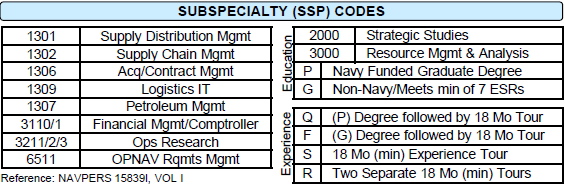 SUBSPECIALTY (SSP) CODES
1301 Supply Distribution Mgmt
1302 Supply Chain Mgmt
1306 Acq/Contract Mgmt
1309 Logistics IT
1307 Petroleum Mgmt
3110/1 Financial Mgmt/Comptroller
3211/2/3 Ops Research
6511 OPNAV Rqmts Mgmt
Reference: NAVPERS 15839I, VOL I
Education
2000 Strategic Studies
3000 Resource Mgmt & Analysis
P Navy Funded Graduate Degree
G Non-Navy/Meets min of 7 ESRs
Experience
Q (P) Degree followed by 18 Mo Tour
F (G) Degree followed by 18 Mo Tour
S 18 Mo (min) Experience Tour
R Two Separate 18 Mo (min) Tours